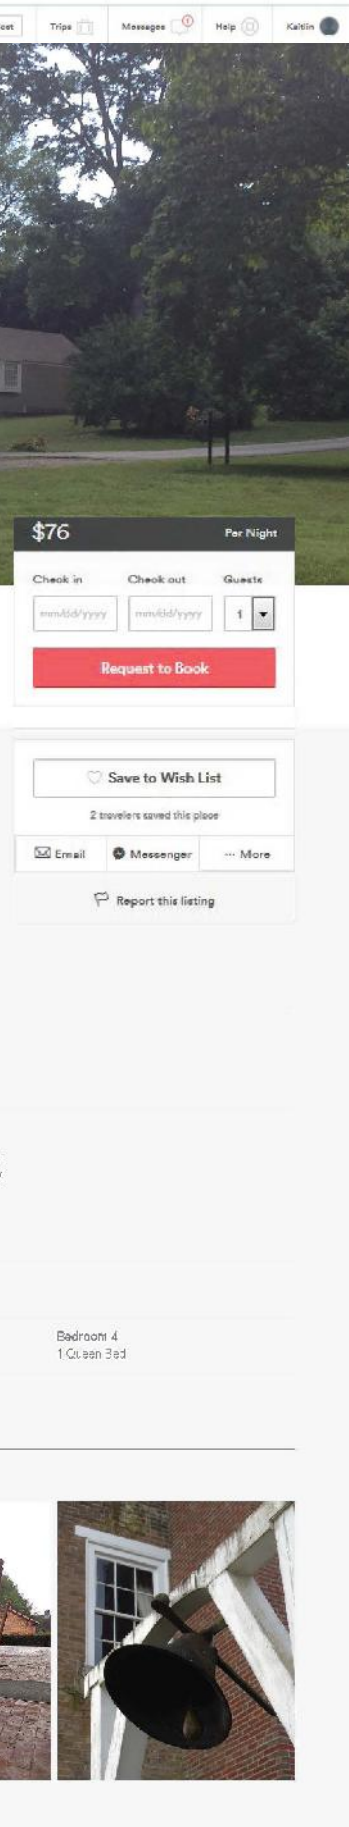 Trips
Messages 1
Help
Kaitlin
$76 Per Night
Check in Check out Guests
mm/dd/yyyy mm/dd/yyyy 1
Request to Book
Save to Wish List
2 travelers saved this place
Email Messenger ··· More
Report this listing
Bedroom 4
1 Queen Bed